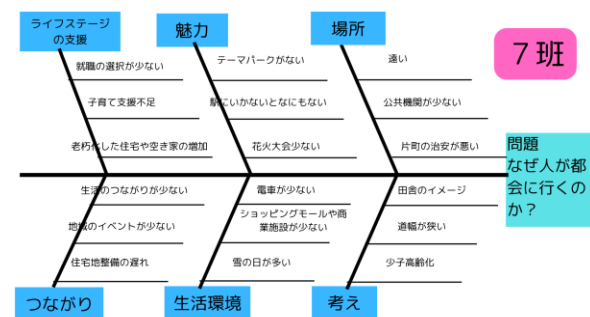 ライフステージ
の支援
魅力
場所
７班
就職の選択が少ない
子育て支援不足
老朽化した住宅や空き家の増加
テーマパークがない
駅にいかないとなにもない
花火大会少ない
遠い
公共機関が少ない
片町の治安が悪い
問題
なぜ人が都
会に行くの
か？
生活のつながりが少ない
地域のイベントが少ない
住宅地整備の遅れ
電車が少ない
ショッピングモールや商
業施設が少ない
雪の日が多い
田舎のイメージ
道幅が狭い
少子高齢化
つながり
生活環境
考え